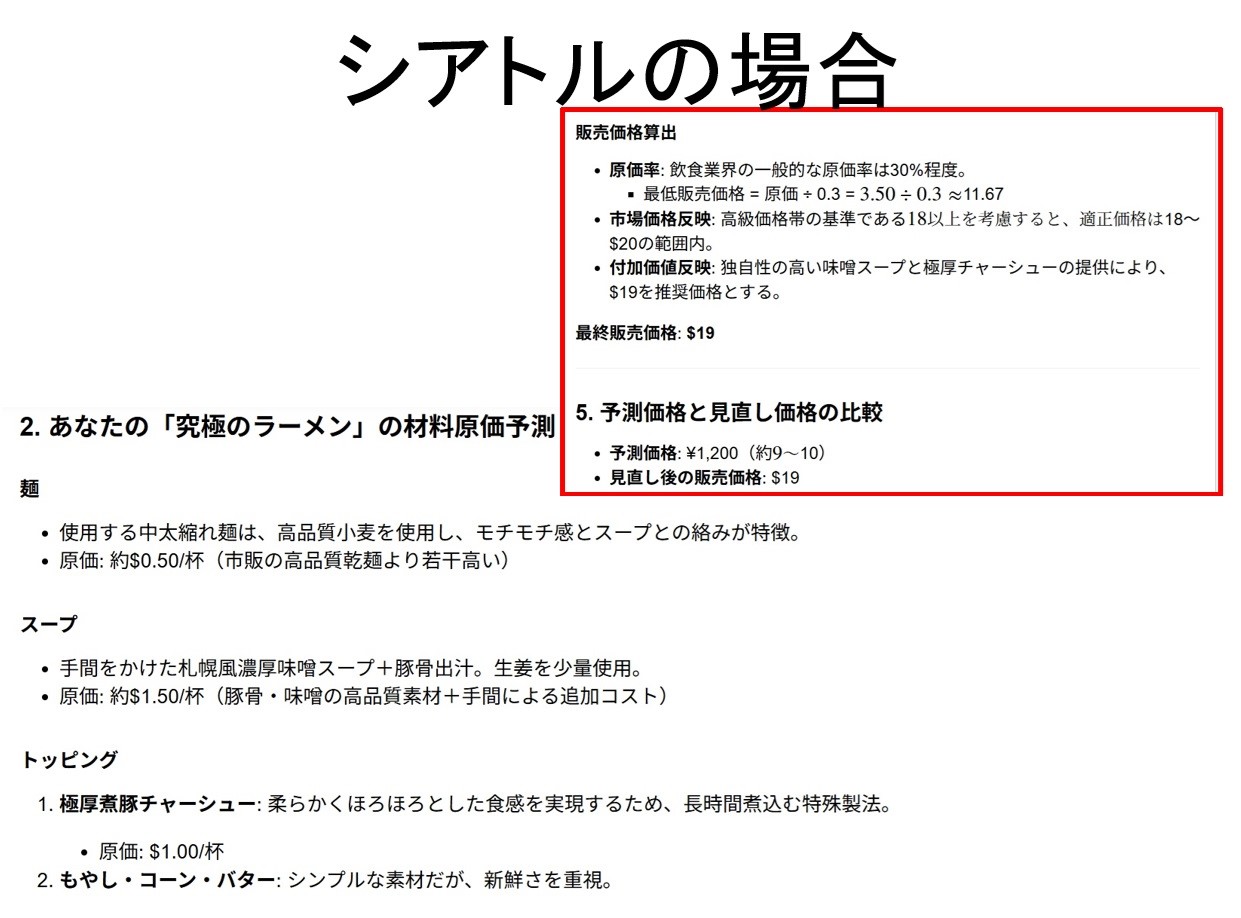 シアトルの場合
販売価格算出
• 原価率: 飲食業界の一般的な原価率は30%程度。
▪ 最低販売価格 = 原価 ÷ 0.3 = 3.50 ÷ 0.3 ≈11.67
• 市場価格反映: 高級価格帯の基準である18以上を考慮すると、適正価格は18〜
$20の範囲内。
• 付加価値反映: 独自性の高い味噌スープと極厚チャーシューの提供により、
$19を推奨価格とする。
最終販売価格: $19
5. 予測価格と見直し価格の比較
• 予測価格: ¥1,200（約9〜10）
• 見直し後の販売価格: $19
2. あなたの「究極のラーメン」の材料原価予測
麺
• 使用する中太縮れ麺は、高品質小麦を使用し、モチモチ感とスープとの絡みが特徴。
• 原価: 約$0.50/杯（市販の高品質乾麺より若干高い）
スープ
• 手間をかけた札幌風濃厚味噌スープ＋豚骨出汁。生姜を少量使用。
• 原価: 約$1.50/杯（豚骨・味噌の高品質素材＋手間による追加コスト）
トッピング
1. 極厚煮豚チャーシュー: 柔らかくほろほろとした食感を実現するため、長時間煮込む特殊製法。
• 原価: $1.00/杯
2. もやし・コーン・バター: シンプルな素材だが、新鮮さを重視。